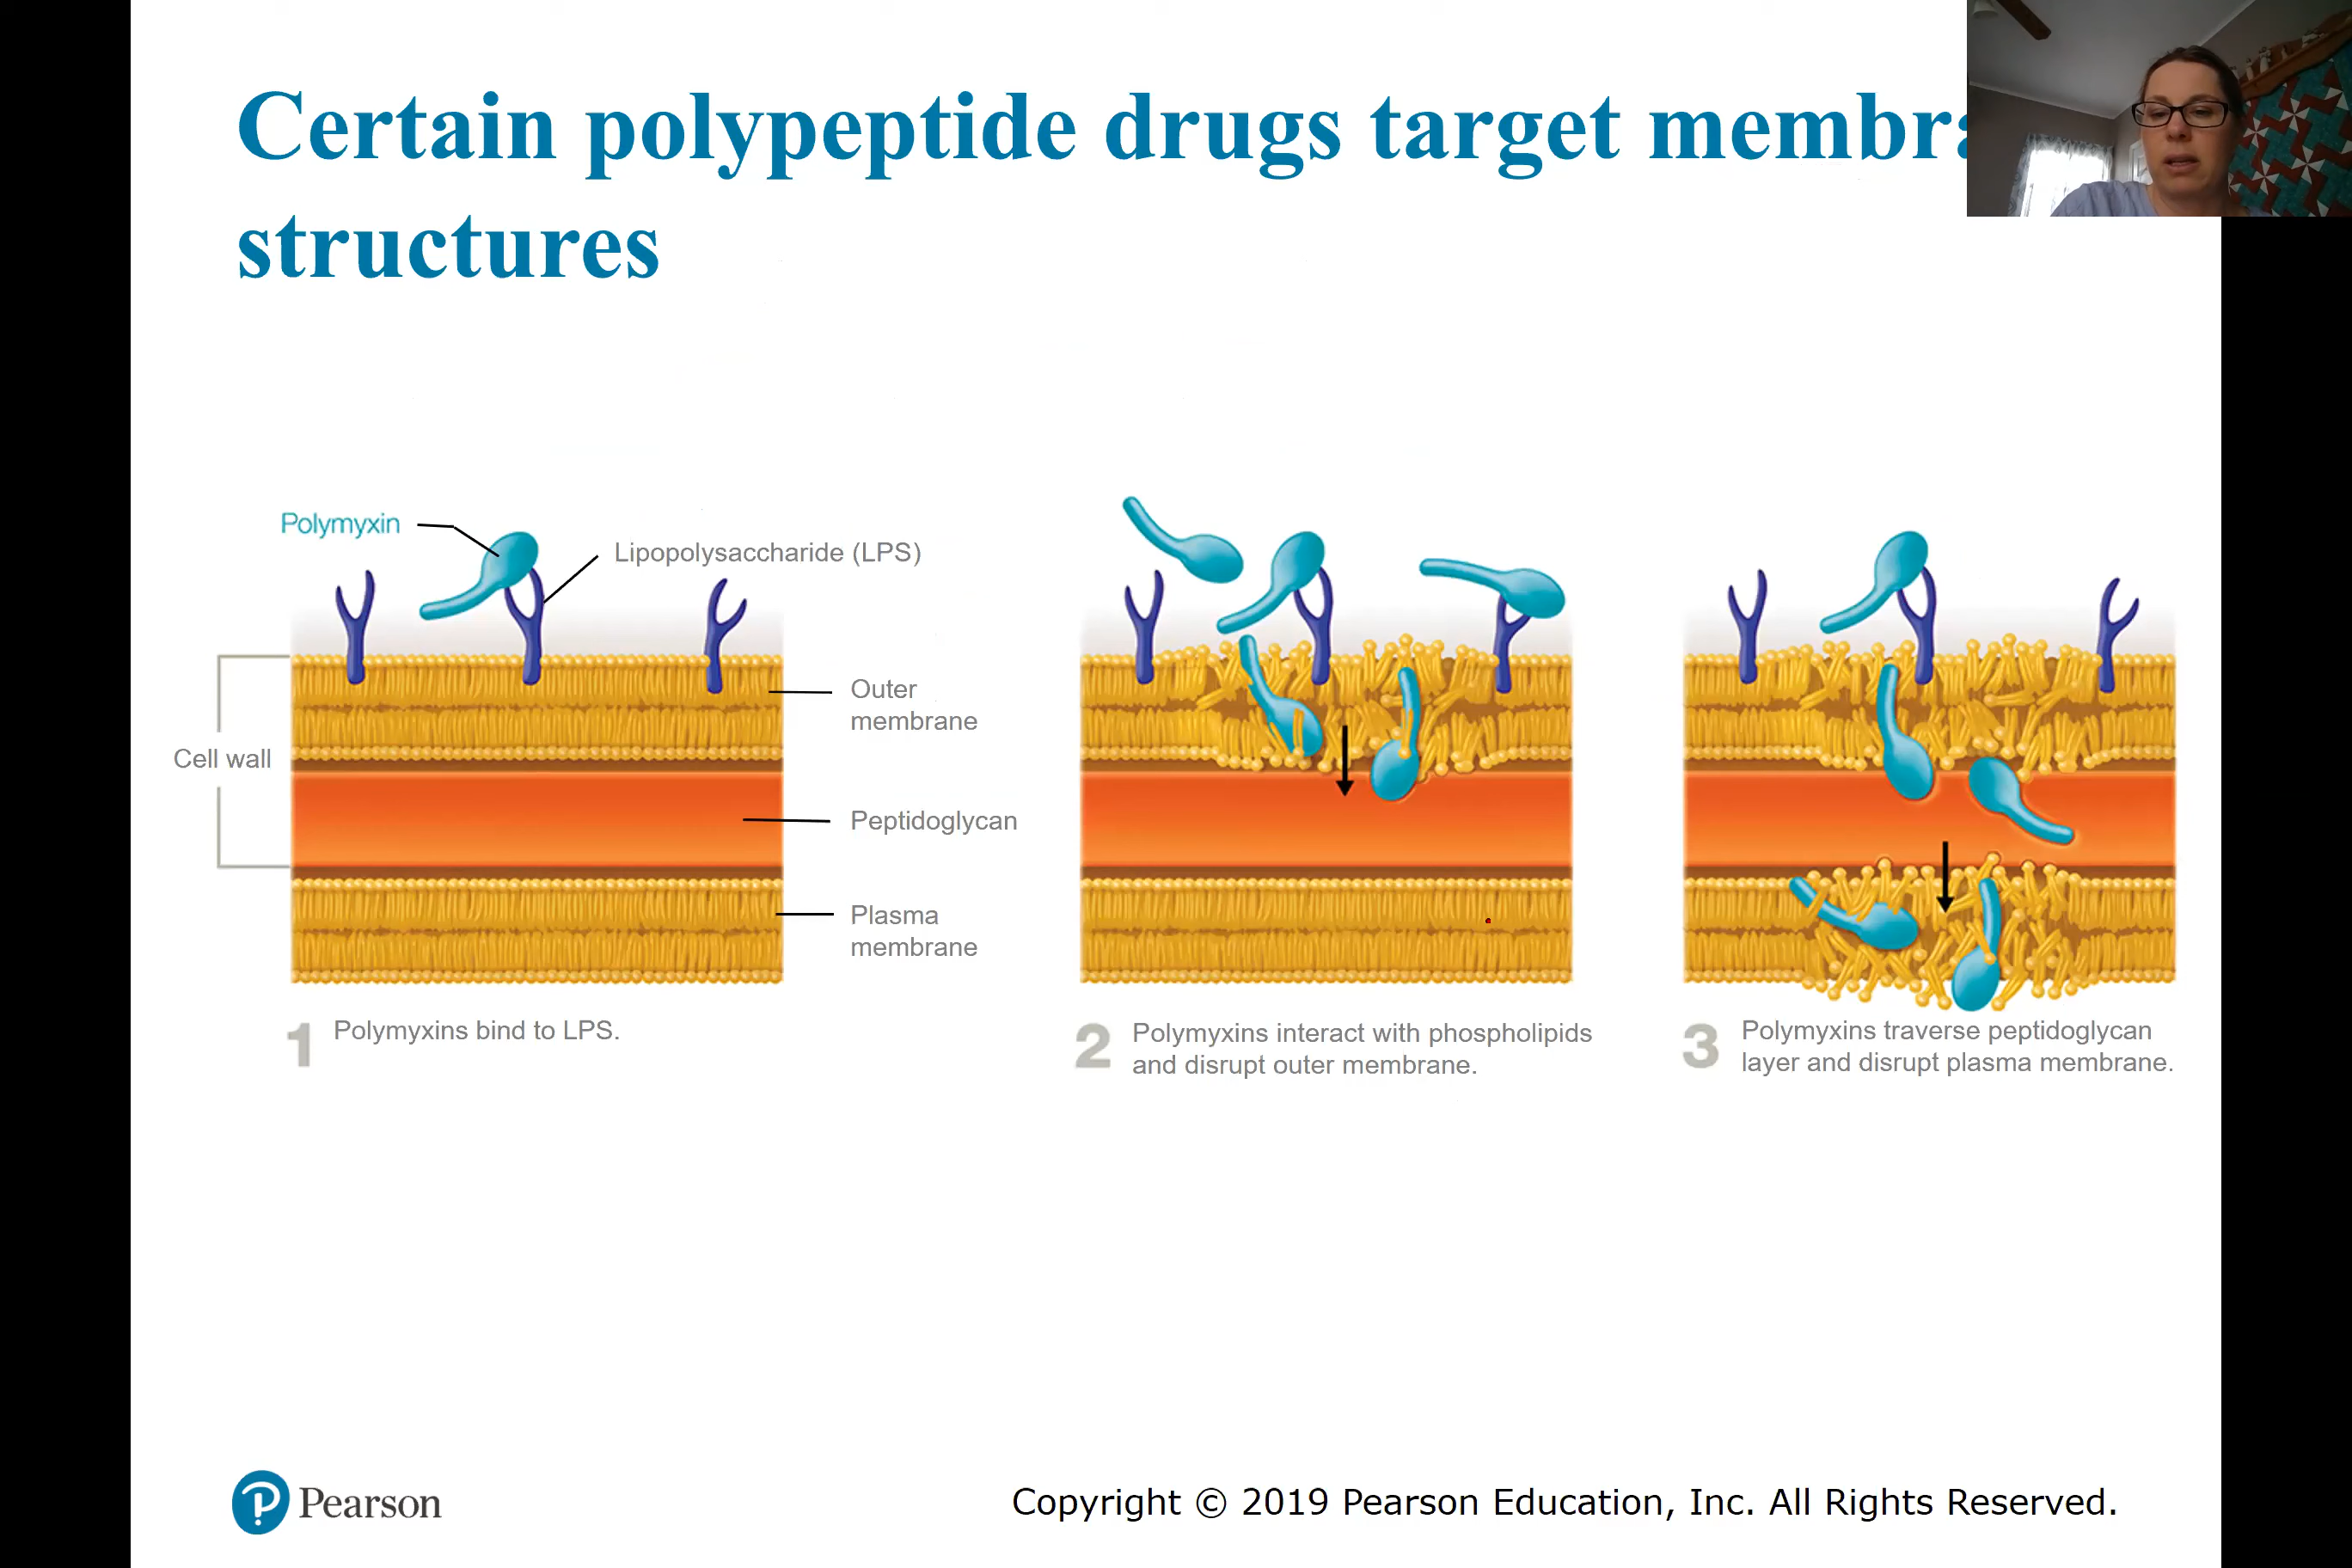 Certain polypeptide drugs target
structures
Polymyxin
Lipopolysaccharide (LPS)
Outer
membrane
Cell wall
Peptidoglycan
Plasma
membrane
1 Polymyxins bind to LPS.
2 Polymyxins interact with phospholipids
and disrupt outer membrane.
3 Polymyxins traverse peptidoglycan
layer and disrupt plasma membrane.
Pearson
Copyright © 2019 Pearson Education, Inc. All Rights Reserved.